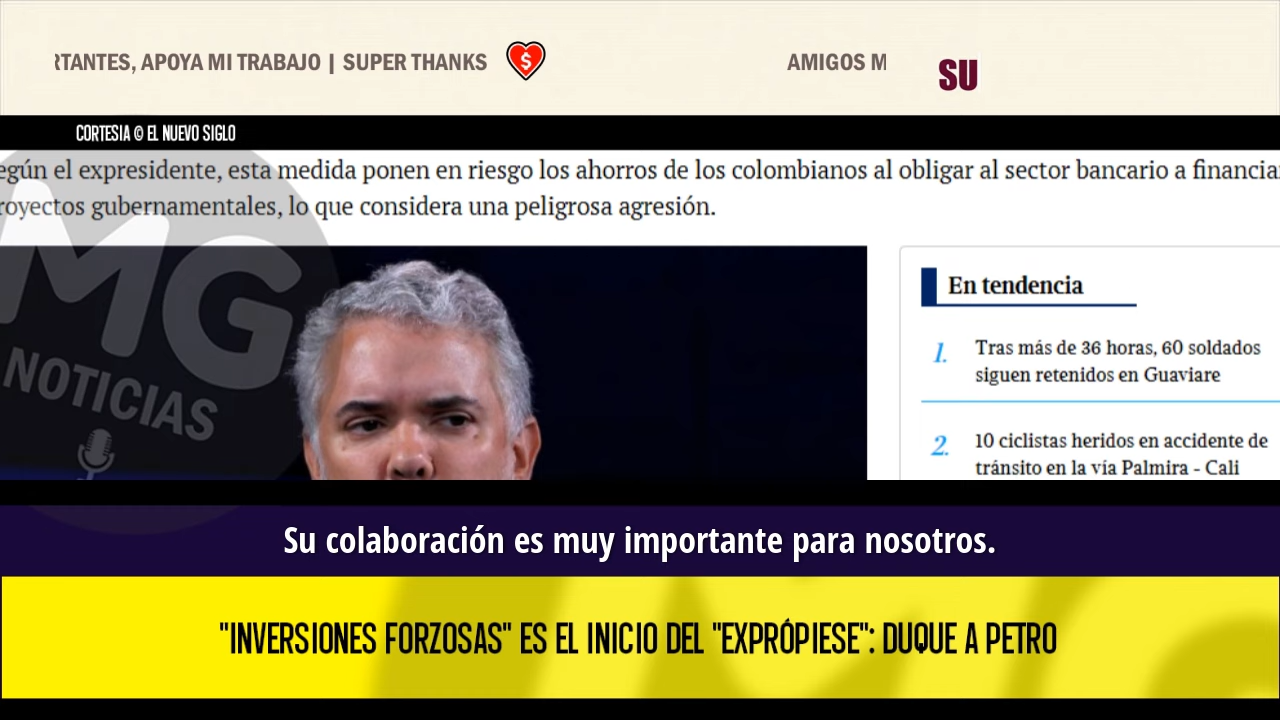 RTANTES, APOYA MI TRABAJO | SUPER THANKS
$
AMIGOS M
SU
CORTESIA © EL NUEVO SIGLO
egún el expresidente, esta medida ponen en riesgo los ahorros de los colombianos al obligar al sector bancario a financiar
royectos gubernamentales, lo que considera una peligrosa agresión.
MG
NOTICIAS
En tendencia
1. Tras más de 36 horas, 60 soldados
siguen retenidos en Guaviare
2. 10 ciclistas heridos en accidente de
tránsito en la vía Palmira - Cali
Su colaboración es muy importante para nosotros.
"INVERSIONES FORZOSAS" ES EL INICIO DEL "EXPRÓPIESE": DUQUE A PETRO